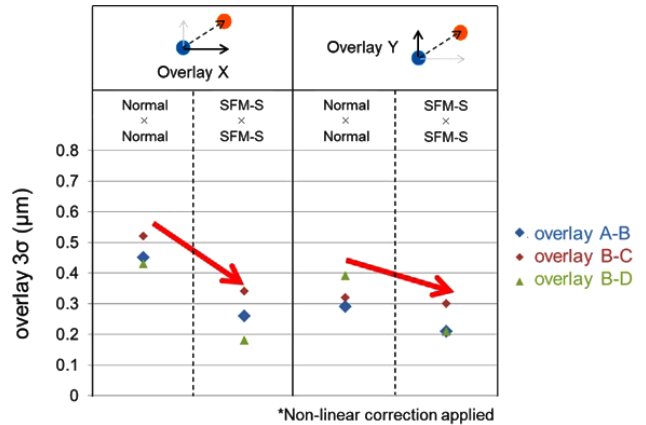 Overlay X
Overlay Y
Normal
×
Normal
SFM-S
×
SFM-S
Normal
×
Normal
SFM-S
×
SFM-S
overlay 3σ (μm)
0.8
0.7
0.6
0.5
0.4
0.3
0.2
0.1
0
overlay A-B
overlay B-C
overlay B-D
*Non-linear correction applied